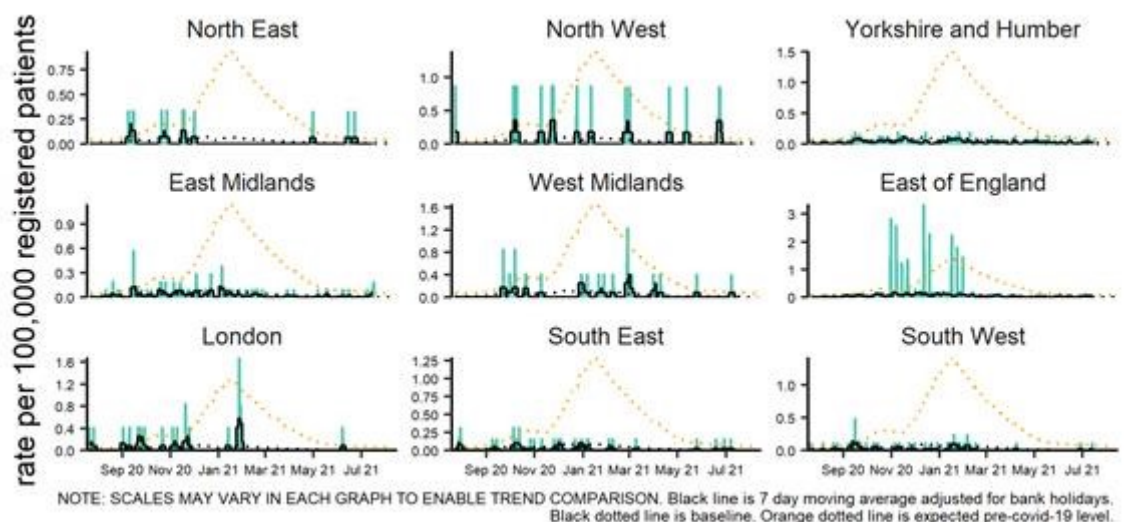 rate per 100,000 registered patients
North East
North West
Yorkshire and Humber
0.75
0.50
0.25
0.00
1.0
0.5
0.0
1.5
1.0
0.5
0.0
East Midlands
West Midlands
East of England
0.9
0.6
0.3
0.0
1.6
1.2
0.8
0.4
0.0
3
2
1
0
London
South East
South West
1.6
1.2
0.8
0.4
0.0
1.25
1.00
0.75
0.50
0.25
0.00
1.0
0.5
0.0
Sep 20 Nov 20 Jan 21 Mar 21 May 21 Jul 21
Sep 20 Nov 20 Jan 21 Mar 21 May 21 Jul 21
Sep 20 Nov 20 Jan 21 Mar 21 May 21 Jul 21
NOTE: SCALES MAY VARY IN EACH GRAPH TO ENABLE TREND COMPARISON. Black line is 7 day moving average adjusted for bank holidays.
Black dotted line is baseline. Orange dotted line is expected pre-covid-19 level.